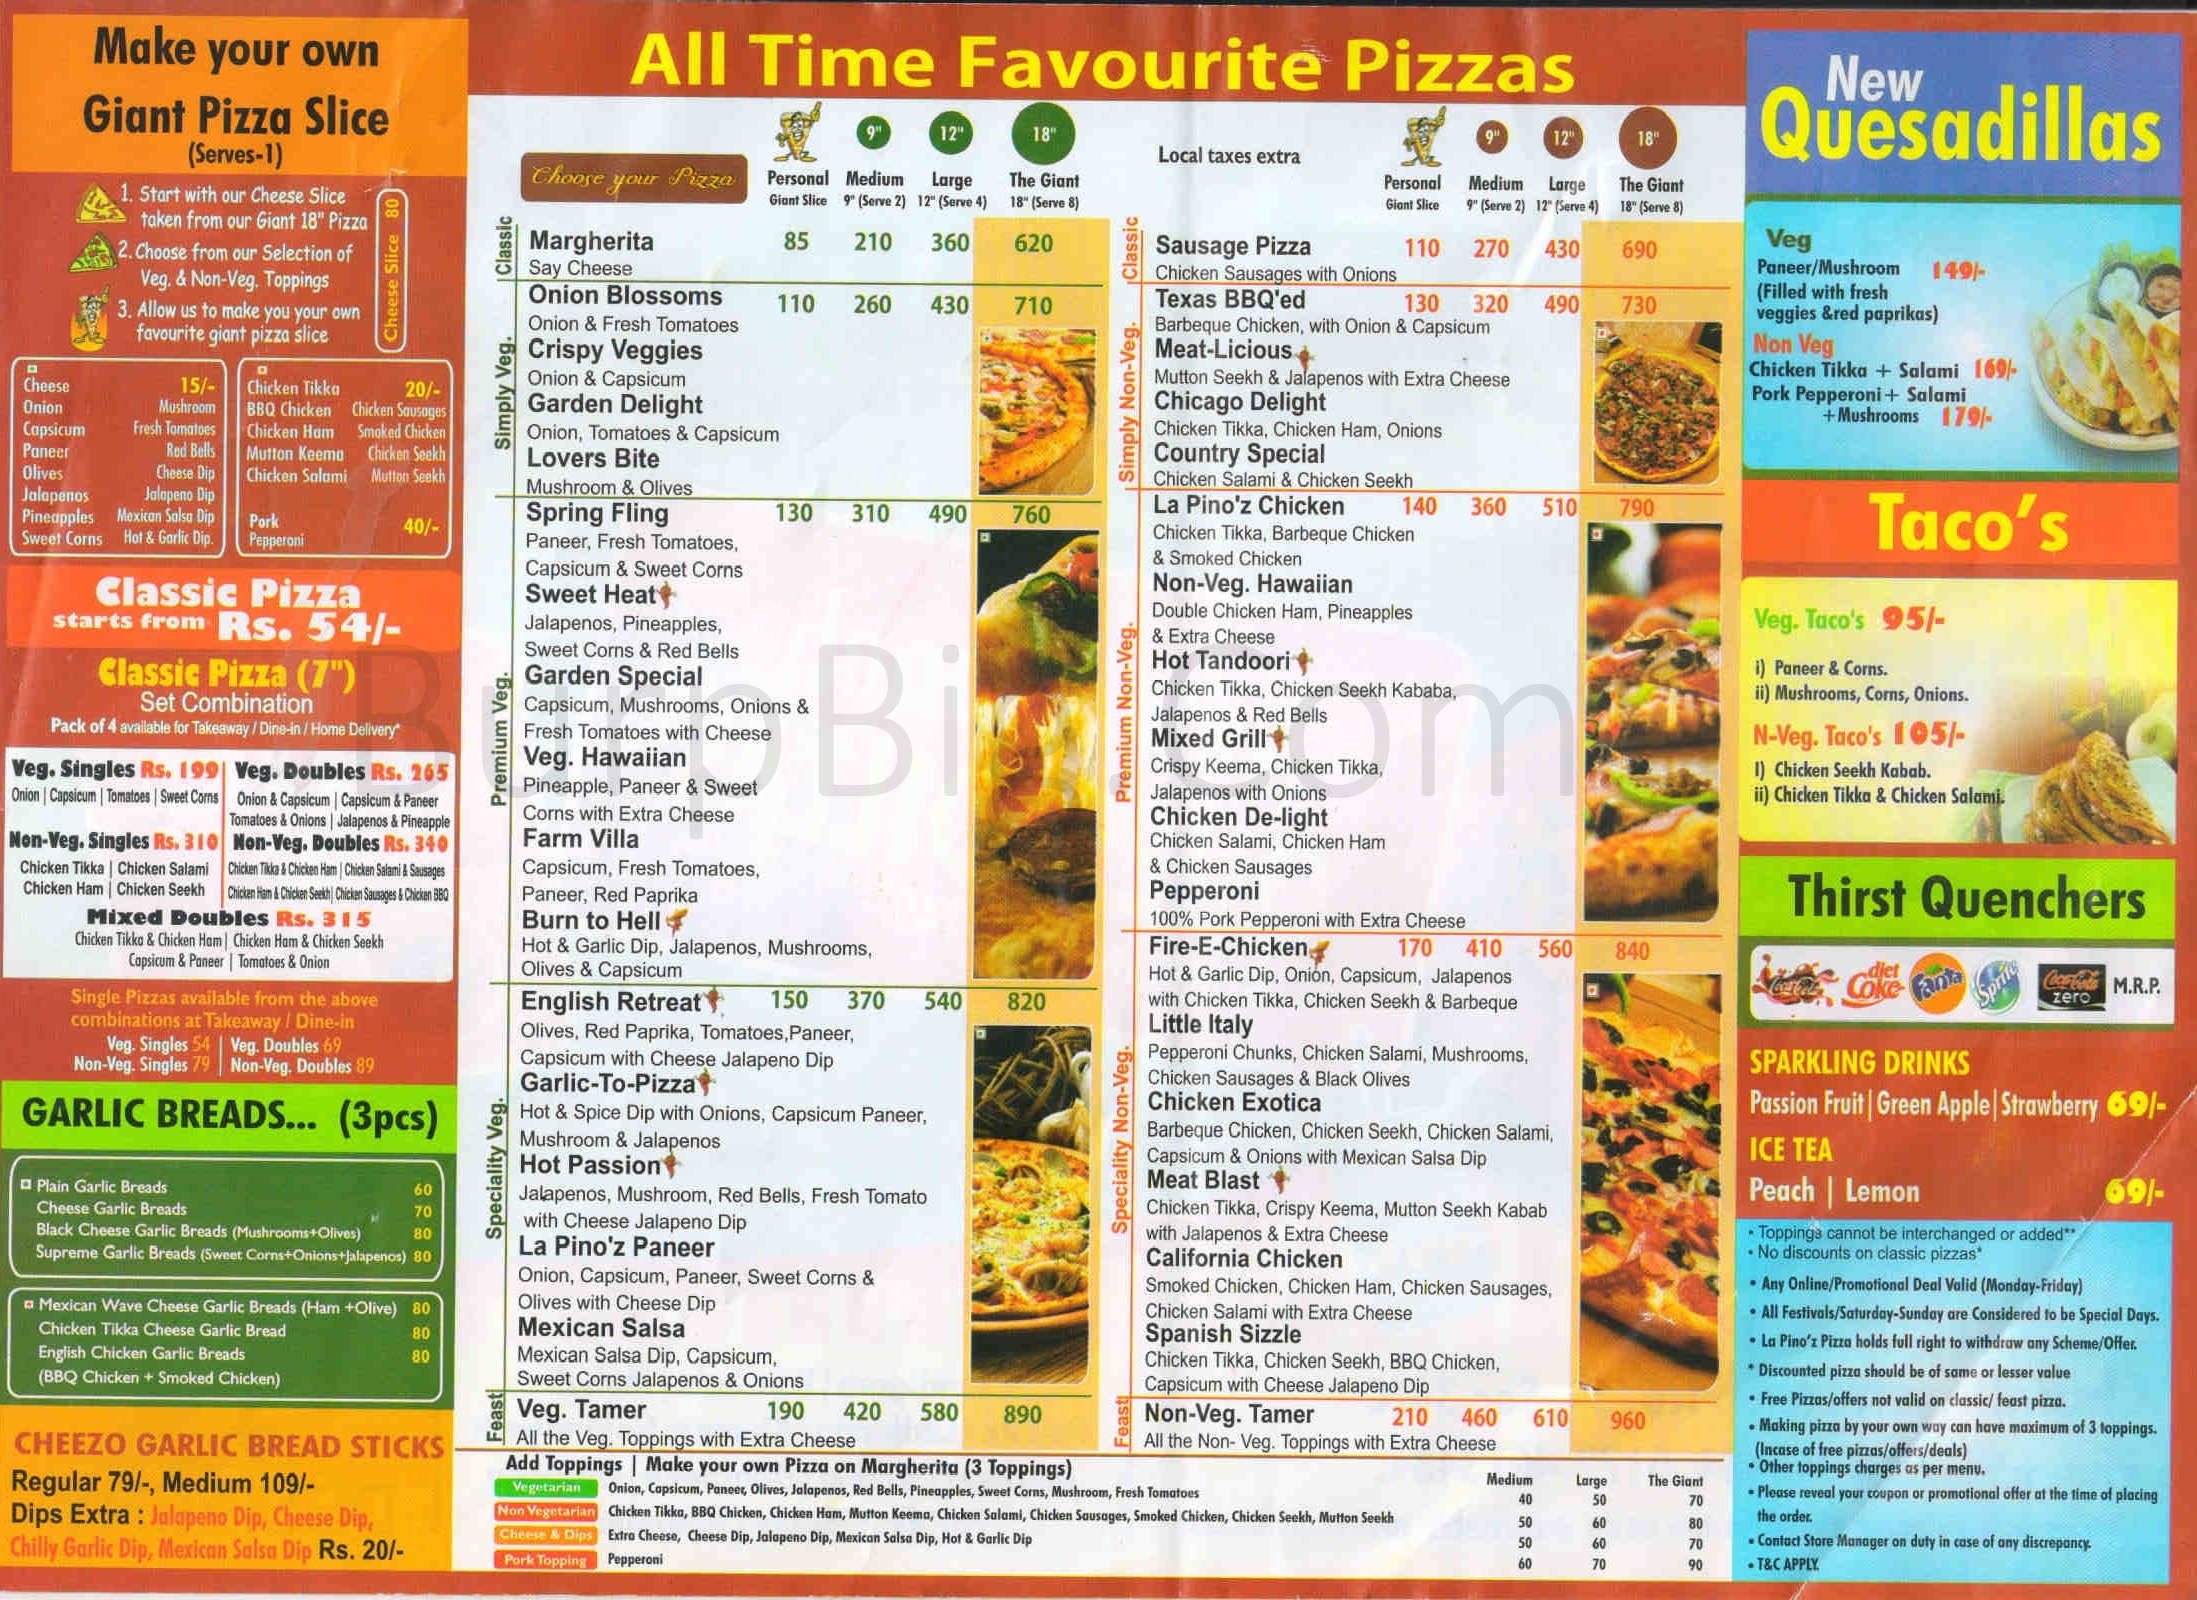 Make your own
Giant Pizza Slice
(Serves-1)
1. Start with our Cheese Slice
taken from our Giant 18" Pizza
2. Choose from our Selection of
Veg. & Non-Veg. Toppings
3. Allow us to make you your own
favourite giant pizza slice
Cheese Slice 80
Cheese 15/-
Onion Mushroom
Capsicum Fresh Tomatoes
Paneer Red Bells
Olives Cheese Dip
Jalapenos Jalapeno Dip
Pineapples Mexican Salsa Dip
Sweet Corns Hot & Garlic Dip.
Chicken Tikka 20/-
BBQ Chicken Chicken Sausages
Chicken Ham Smoked Chicken
Mutton Keema Chicken Seekh
Chicken Salami Mutton Seekh
Pork
Pepperoni 40/-
Classic Pizza
starts from Rs. 54/-
Classic Pizza (7")
Set Combination
Pack of 4 available for Takeaway / Dine-in / Home Delivery*
Veg. Singles Rs. 199
Onion | Capsicum | Tomatoes | Sweet Corns
Veg. Doubles Rs. 265
Onion & Capsicum | Capsicum & Paneer
Tomatoes & Onions | Jalapenos & Pineapple
Non-Veg. Singles Rs. 310
Chicken Tikka | Chicken Salami
Chicken Ham | Chicken Seekh
Non-Veg. Doubles Rs. 340
Chicken Tikka & Chicken Ham | Chicken Salami & Sausages
Chicken Ham & Chicken Seekh | Chicken Sausages & Chicken BBQ
Mixed Doubles Rs. 315
Chicken Tikka & Chicken Ham | Chicken Ham & Chicken Seekh
Capsicum & Paneer | Tomatoes & Onion
Single Pizzas available from the above
combinations at Takeaway / Dine-in
Veg. Singles 54 | Veg. Doubles 69
Non-Veg. Singles 79 | Non-Veg. Doubles 89
GARLIC BREADS... (3pcs)
Plain Garlic Breads 60
Cheese Garlic Breads 70
Black Cheese Garlic Breads (Mushrooms+Olives) 80
Supreme Garlic Breads (Sweet Corns+Onions+Jalapenos) 80
Mexican Wave Cheese Garlic Breads (Ham +Olive) 80
Chicken Tikka Cheese Garlic Bread 80
English Chicken Garlic Breads 80
(BBQ Chicken + Smoked Chicken)
CHEEZO GARLIC BREAD STICKS
Regular 79/-, Medium 109/-
Dips Extra : Jalapeno Dip, Cheese Dip,
Chilly Garlic Dip, Mexican Salsa Dip Rs. 20/-
All Time Favourite Pizzas
Choose your Pizza
9" 12" 18"
Personal Medium Large The Giant
Giant Slice 9" (Serve 2) 12" (Serve 4) 18" (Serve 8)
Classic
Margherita 85 210 360 620
Say Cheese
Simply Veg.
Onion Blossoms 110 260 430 710
Onion & Fresh Tomatoes
Crispy Veggies
Onion & Capsicum
Garden Delight
Onion, Tomatoes & Capsicum
Lovers Bite
Mushroom & Olives
Premium Veg.
Spring Fling 130 310 490 760
Paneer, Fresh Tomatoes,
Capsicum & Sweet Corns
Sweet Heat
Jalapenos, Pineapples,
Sweet Corns & Red Bells
Garden Special
Capsicum, Mushrooms, Onions &
Fresh Tomatoes with Cheese
Veg. Hawaiian
Pineapple, Paneer & Sweet
Corns with Extra Cheese
Farm Villa
Capsicum, Fresh Tomatoes,
Paneer, Red Paprika
Burn to Hell
Hot & Garlic Dip, Jalapenos, Mushrooms,
Olives & Capsicum
Speciality Veg.
English Retreat 150 370 540 820
Olives, Red Paprika, Tomatoes,Paneer,
Capsicum with Cheese Jalapeno Dip
Garlic-To-Pizza
Hot & Spice Dip with Onions, Capsicum Paneer,
Mushroom & Jalapenos
Hot Passion
Jalapenos, Mushroom, Red Bells, Fresh Tomato
with Cheese Jalapeno Dip
La Pino'z Paneer
Onion, Capsicum, Paneer, Sweet Corns &
Olives with Cheese Dip
Mexican Salsa
Mexican Salsa Dip, Capsicum,
Sweet Corns Jalapenos & Onions
Feast
Veg. Tamer 190 420 580 890
All the Veg. Toppings with Extra Cheese
Local taxes extra
9" 12" 18"
Personal Medium Large The Giant
Giant Slice 9" (Serve 2) 12" (Serve 4) 18" (Serve 8)
Classic
Sausage Pizza 110 270 430 690
Chicken Sausages with Onions
Simply Non-Veg.
Texas BBQ'ed 130 320 490 730
Barbeque Chicken, with Onion & Capsicum
Meat-Licious
Mutton Seekh & Jalapenos with Extra Cheese
Chicago Delight
Chicken Tikka, Chicken Ham, Onions
Country Special
Chicken Salami & Chicken Seekh
Premium Non-Veg.
La Pino'z Chicken 140 360 510 790
Chicken Tikka, Barbeque Chicken
& Smoked Chicken
Non-Veg. Hawaiian
Double Chicken Ham, Pineapples
& Extra Cheese
Hot Tandoori
Chicken Tikka, Chicken Seekh Kababa,
Jalapenos & Red Bells
Mixed Grill
Crispy Keema, Chicken Tikka,
Jalapenos with Onions
Chicken De-light
Chicken Salami, Chicken Ham
& Chicken Sausages
Pepperoni
100% Pork Pepperoni with Extra Cheese
Speciality Non-Veg.
Fire-E-Chicken 170 410 560 840
Hot & Garlic Dip, Onion, Capsicum, Jalapenos
with Chicken Tikka, Chicken Seekh & Barbeque
Little Italy
Pepperoni Chunks, Chicken Salami, Mushrooms,
Chicken Sausages & Black Olives
Chicken Exotica
Barbeque Chicken, Chicken Seekh, Chicken Salami,
Capsicum & Onions with Mexican Salsa Dip
Meat Blast
Chicken Tikka, Crispy Keema, Mutton Seekh Kabab
with Jalapenos & Extra Cheese
California Chicken
Smoked Chicken, Chicken Ham, Chicken Sausages,
Chicken Salami with Extra Cheese
Spanish Sizzle
Chicken Tikka, Chicken Seekh, BBQ Chicken,
Capsicum with Cheese Jalapeno Dip
Feast
Non-Veg. Tamer 210 460 610 960
All the Non- Veg. Toppings with Extra Cheese
Add Toppings | Make your own Pizza on Margherita (3 Toppings)
Medium Large The Giant
Vegetarian Onion, Capsicum, Paneer, Olives, Jalapenos, Red Bells, Pineapples, Sweet Corns, Mushroom, Fresh Tomatoes 40 50 70
Non Vegetarian Chicken Tikka, BBQ Chicken, Chicken Ham, Mutton Keema, Chicken Salami, Chicken Sausages, Smoked Chicken, Chicken Seekh, Mutton Seekh 50 60 80
Cheese & Dips Extra Cheese, Cheese Dip, Jalapeno Dip, Mexican Salsa Dip, Hot & Garlic Dip 50 60 70
Pork Topping Pepperoni 60 70 90
New
Quesadillas
Veg
Paneer/Mushroom 149/-
(Filled with fresh
veggies &red paprikas)
Non Veg
Chicken Tikka + Salami 169/-
Pork Pepperoni + Salami
+Mushrooms 179/-
Taco's
Veg. Taco's 95/-
i) Paneer & Corns.
ii) Mushrooms, Corns, Onions.
N-Veg. Taco's 105/-
I) Chicken Seekh Kabab.
ii) Chicken Tikka & Chicken Salami.
Thirst Quenchers
Coca-Cola diet Coke Fanta Sprite Coca-Cola zero M.R.P.
SPARKLING DRINKS
Passion Fruit | Green Apple | Strawberry 69/-
ICE TEA
Peach | Lemon 69/-
• Toppings cannot be interchanged or added**
• No discounts on classic pizzas*
• Any Online/Promotional Deal Valid (Monday-Friday)
• All Festivals/Saturday-Sunday are Considered to be Special Days.
• La Pino'z Pizza holds full right to withdraw any Scheme/Offer.
* Discounted pizza should be of same or lesser value
• Free Pizzas/offers not valid on classic/ feast pizza.
• Making pizza by your own way can have maximum of 3 toppings.
(Incase of free pizzas/offers/deals)
• Other toppings charges as per menu.
• Please reveal your coupon or promotional offer at the time of placing
the order.
• Contact Store Manager on duty in case of any discrepancy.
• T&C APPLY.